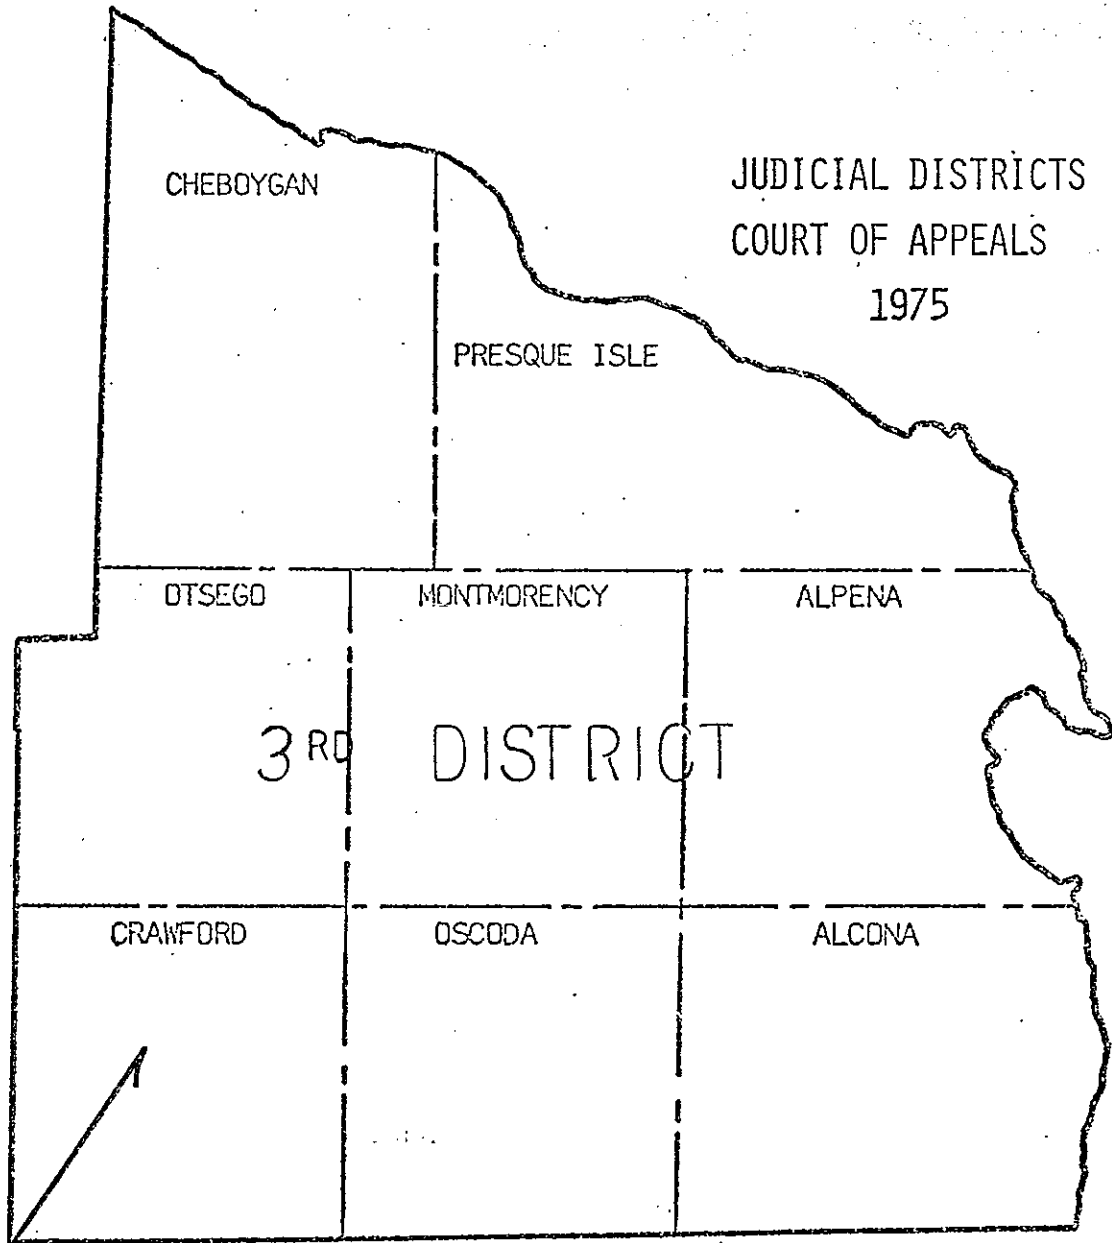 JUDICIAL DISTRICTS
COURT OF APPEALS
1975
CHEBOYGAN
PRESQUE ISLE
OTSEGO
MONTMORENCY
ALPENA
3RD DISTRICT
CRAWFORD
OSCODA
ALCONA